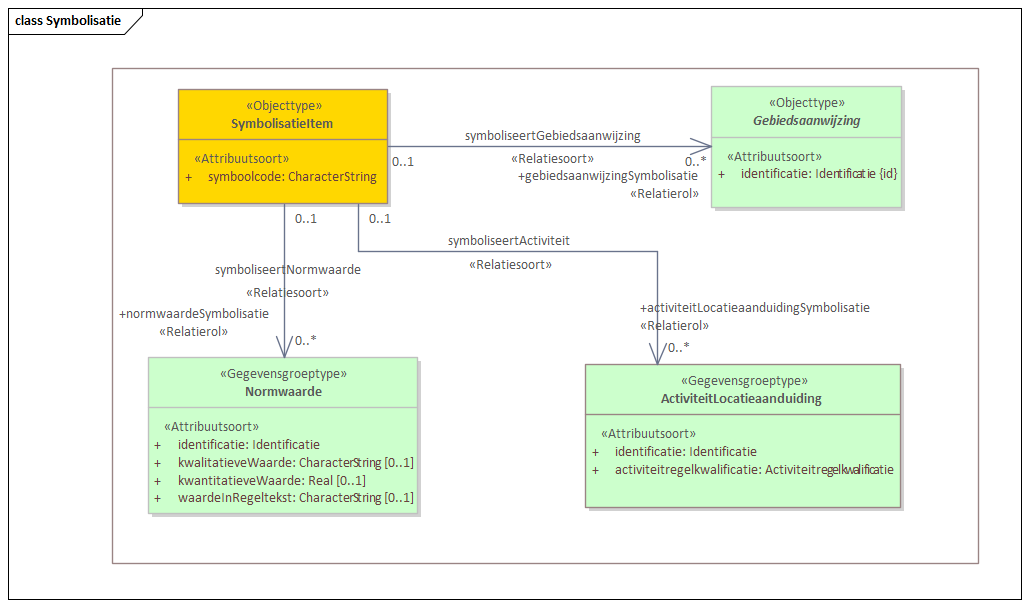 class Symbolisatie
«Objecttype»
SymbolisatieItem
«Attribuutsoort»
+ symboolcode: CharacterString
symboliseertGebiedsaanwijzing
0..1
«Relatiesoort»
0..*
+gebiedsaanwijzingSymbolisatie
«Relatierol»
«Objecttype»
Gebiedsaanwijzing
«Attribuutsoort»
+ identificatie: Identificatie {id}
0..1
0..1
symboliseertActiviteit
«Relatiesoort»
symboliseertNormwaarde
«Relatiesoort»
+normwaardeSymbolisatie
«Relatierol»
0..*
+activiteitLocatieaanduidingSymbolisatie
«Relatierol»
0..*
«Gegevensgroeptype»
Normwaarde
«Attribuutsoort»
+ identificatie: Identificatie
+ kwalitatieveWaarde: CharacterString [0..1]
+ kwantitatieveWaarde: Real [0..1]
+ waardeInRegeltekst: CharacterString [0..1]
«Gegevensgroeptype»
ActiviteitLocatieaanduiding
«Attribuutsoort»
+ identificatie: Identificatie
+ activiteitregelkwalificatie: Activiteitregelkwalificatie